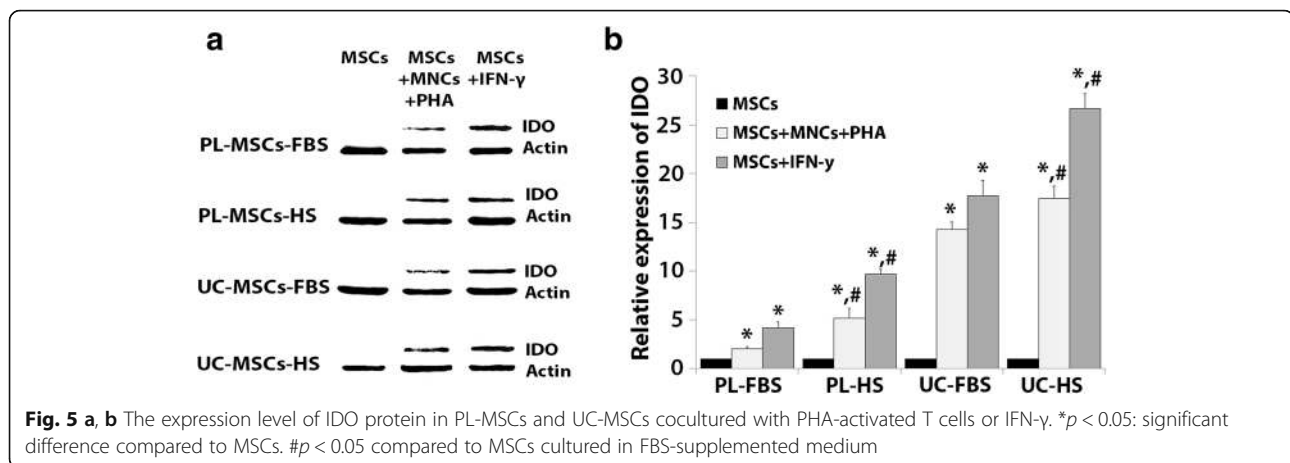 a
MSCs MSCs MSCs
+MNCs +IFN-γ
+PHA
PL-MSCs-FBS
IDO
Actin
PL-MSCs-HS
IDO
Actin
UC-MSCs-FBS
IDO
Actin
UC-MSCs-HS
IDO
Actin
b
Relative expression of IDO
30
25
20
15
10
5
0
MSCs
MSCs+MNCs+PHA
MSCs+IFN-y
* *
*,# *,#
* *
*,# *,#
PL-FBS PL-HS UC-FBS UC-HS
Fig. 5 a, b The expression level of IDO protein in PL-MSCs and UC-MSCs cocultured with PHA-activated T cells or IFN-γ. *p < 0.05: significant
difference compared to MSCs. #p < 0.05 compared to MSCs cultured in FBS-supplemented medium